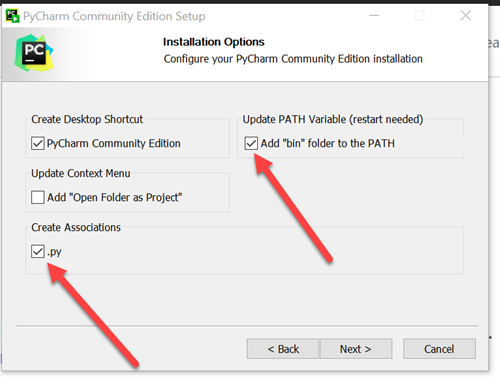 PyCharm Community Edition Setup
PC
Installation Options
Configure your PyCharm Community Edition installation
Create Desktop Shortcut
PyCharm Community Edition
Update PATH Variable (restart needed)
Add "bin" folder to the PATH
Update Context Menu
Add "Open Folder as Project"
Create Associations
.py
< Back
Next >
Cancel